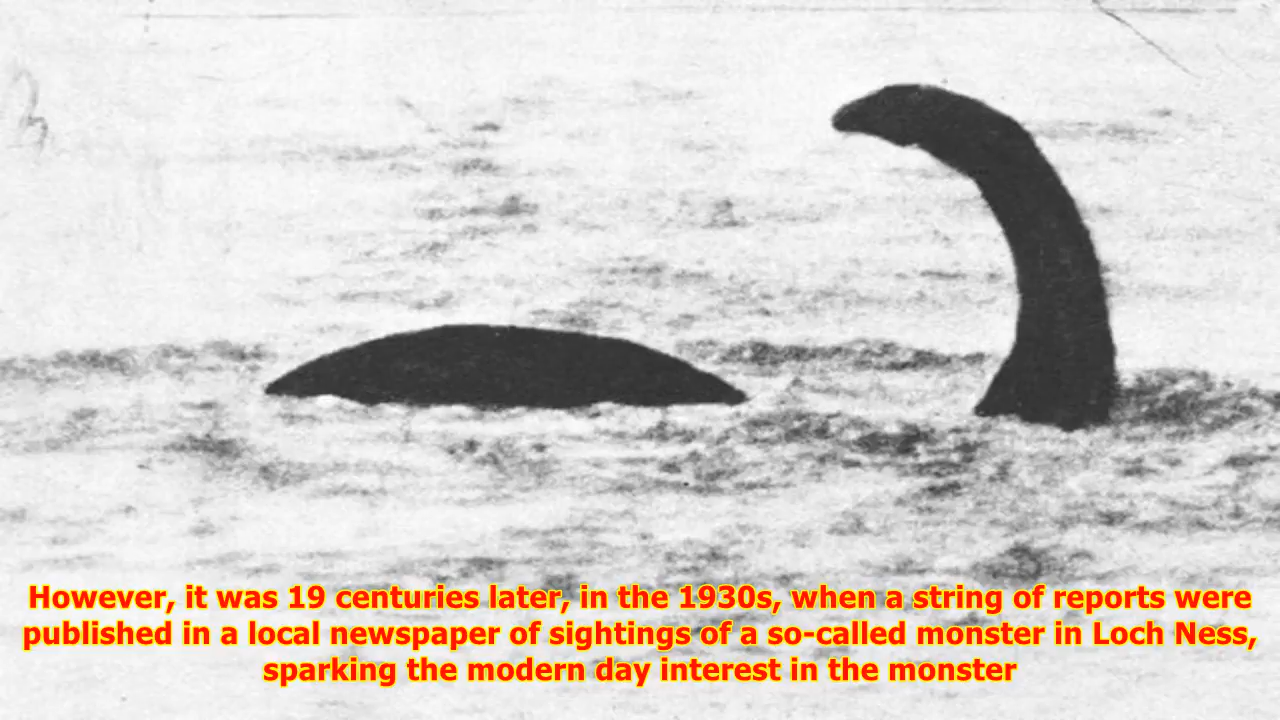 However, it was 19 centuries later, in the 1930s, when a string of reports were
published in a local newspaper of sightings of a so-called monster in Loch Ness,
sparking the modern day interest in the monster